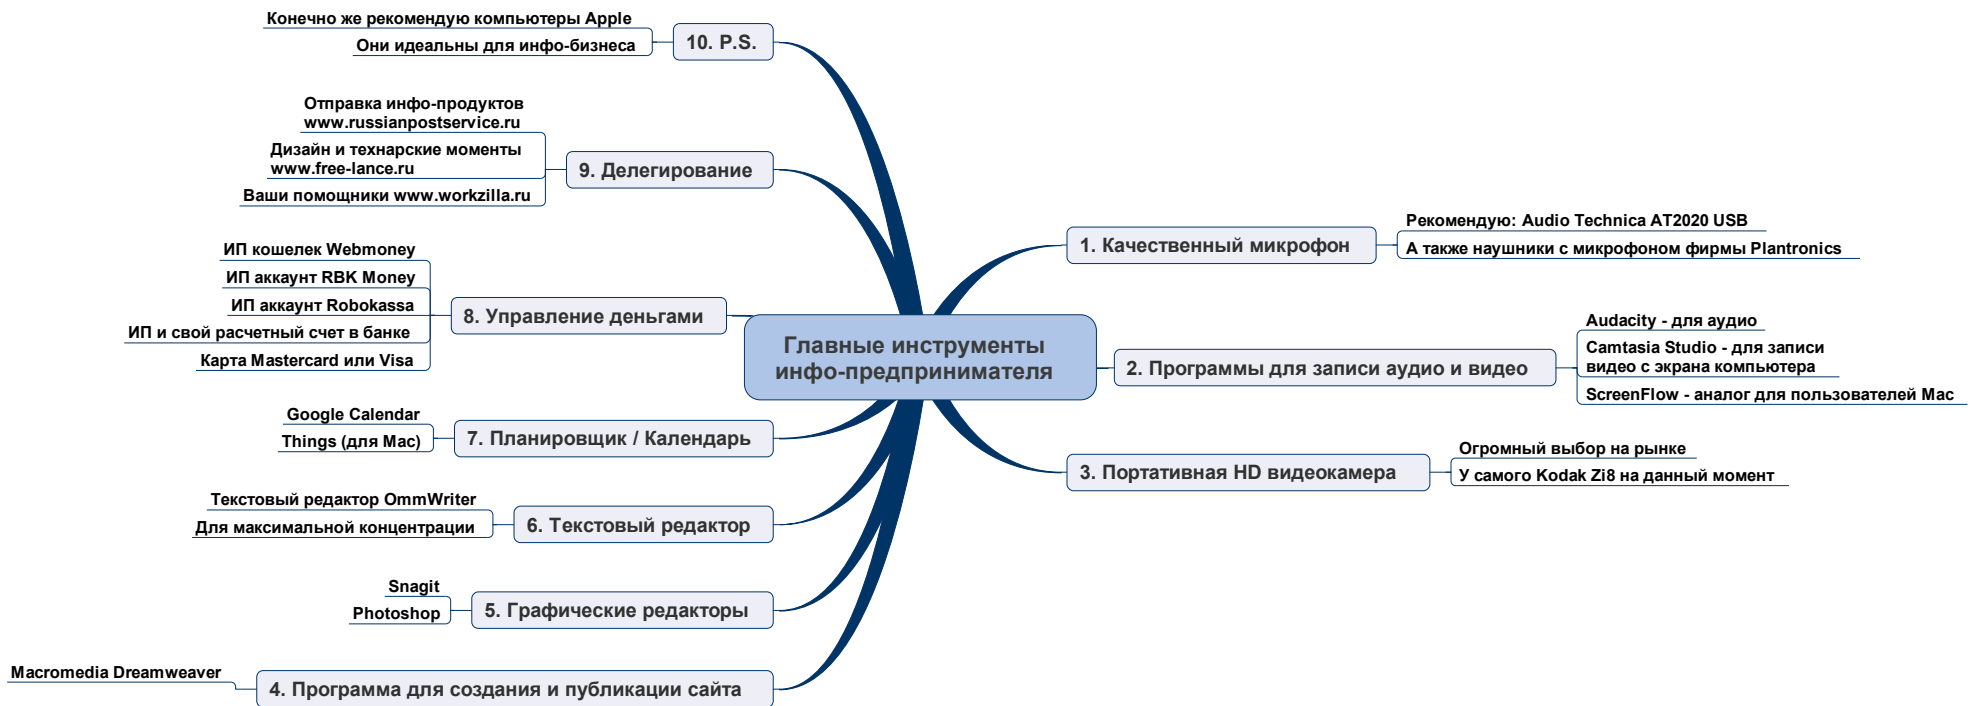 Главные инструменты
инфо-предпринимателя
1. Качественный микрофон
Рекомендую: Audio Technica AT2020 USB
А также наушники с микрофоном фирмы Plantronics
2. Программы для записи аудио и видео
Audacity - для аудио
Camtasia Studio - для записи
видео с экрана компьютера
ScreenFlow - аналог для пользователей Mac
3. Портативная HD видеокамера
Огромный выбор на рынке
У самого Kodak Zi8 на данный момент
4. Программа для создания и публикации сайта
Macromedia Dreamweaver
5. Графические редакторы
Snagit
Photoshop
6. Текстовый редактор
Текстовый редактор OmmWriter
Для максимальной концентрации
7. Планировщик / Календарь
Google Calendar
Things (для Mac)
8. Управление деньгами
ИП кошелек Webmoney
ИП аккаунт RBK Money
ИП аккаунт Robokassa
ИП и свой расчетный счет в банке
Карта Mastercard или Visa
9. Делегирование
Отправка инфо-продуктов
www.russianpostservice.ru
Дизайн и технарские моменты
www.free-lance.ru
Ваши помощники www.workzilla.ru
10. P.S.
Конечно же рекомендую компьютеры Apple
Они идеальны для инфо-бизнеса